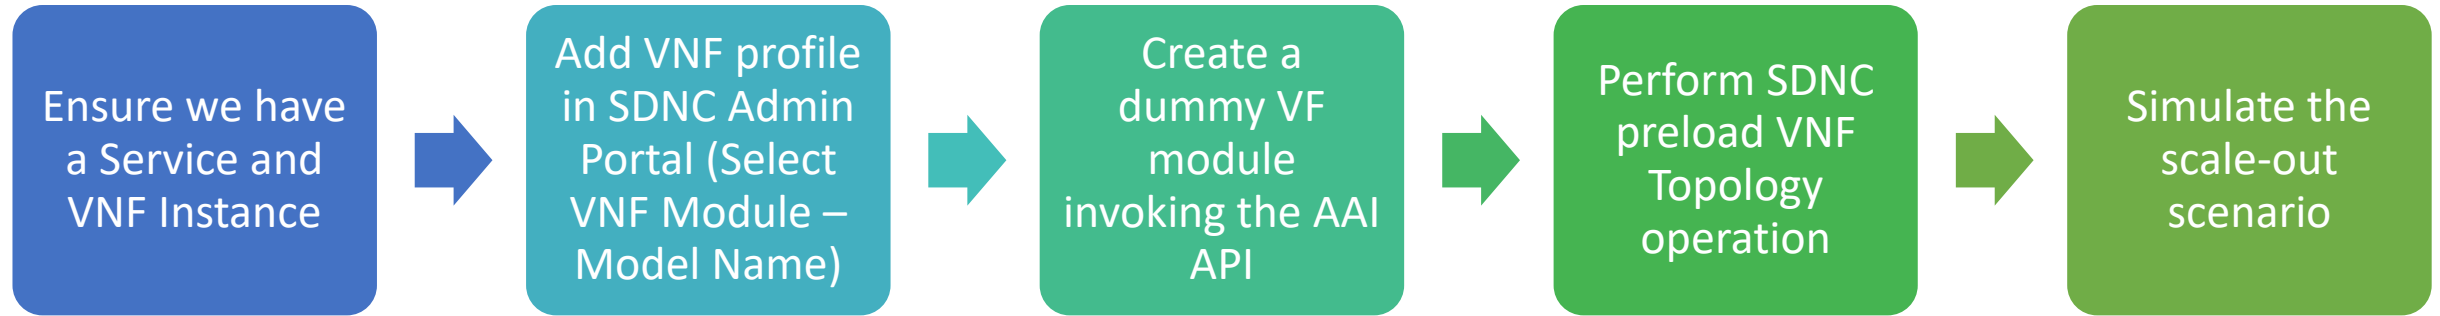 Ensure we have
a Service and
VNF Instance
Add VNF profile
in SDNC Admin
Portal (Select
VNF Module –
Model Name)
Create a
dummy VF
module
invoking the AAI
API
Perform SDNC
preload VNF
Topology
operation
Simulate the
scale-out
scenario